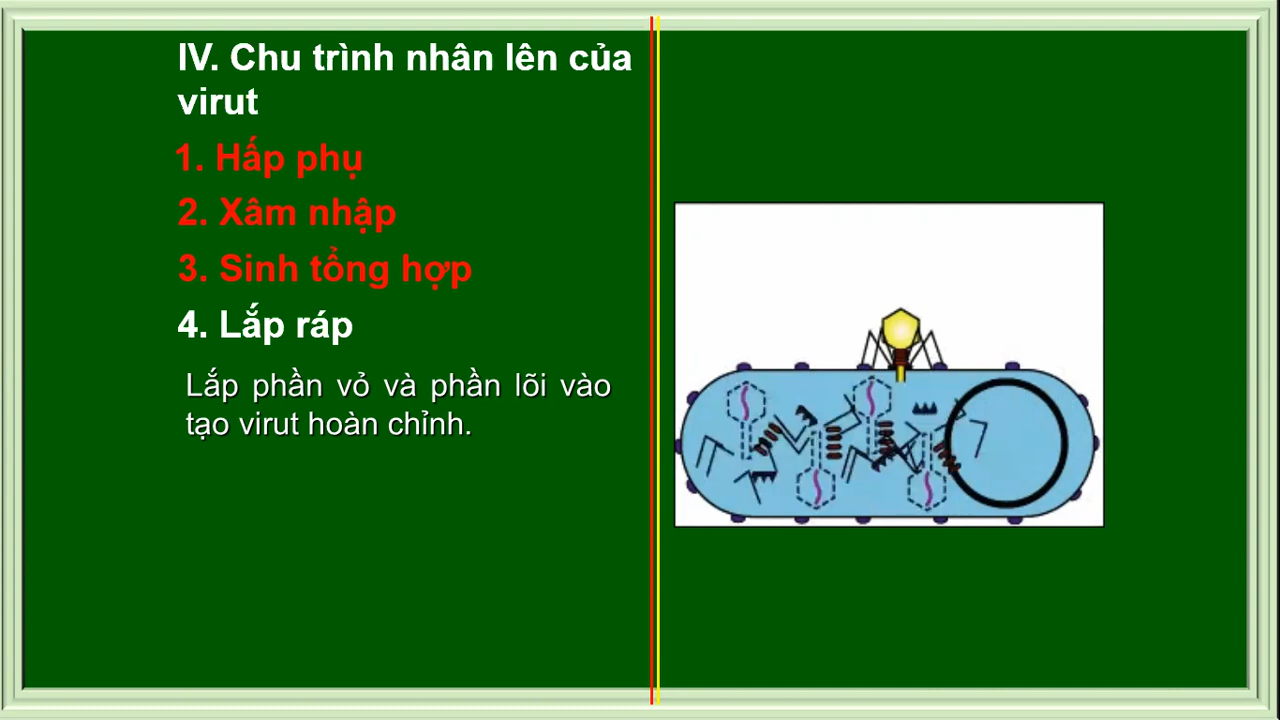 IV. Chu trình nhân lên của
virut
1. Hấp phụ
2. Xâm nhập
3. Sinh tổng hợp
4. Lắp ráp
Lắp phần vỏ và phần lõi vào
tạo virut hoàn chỉnh.